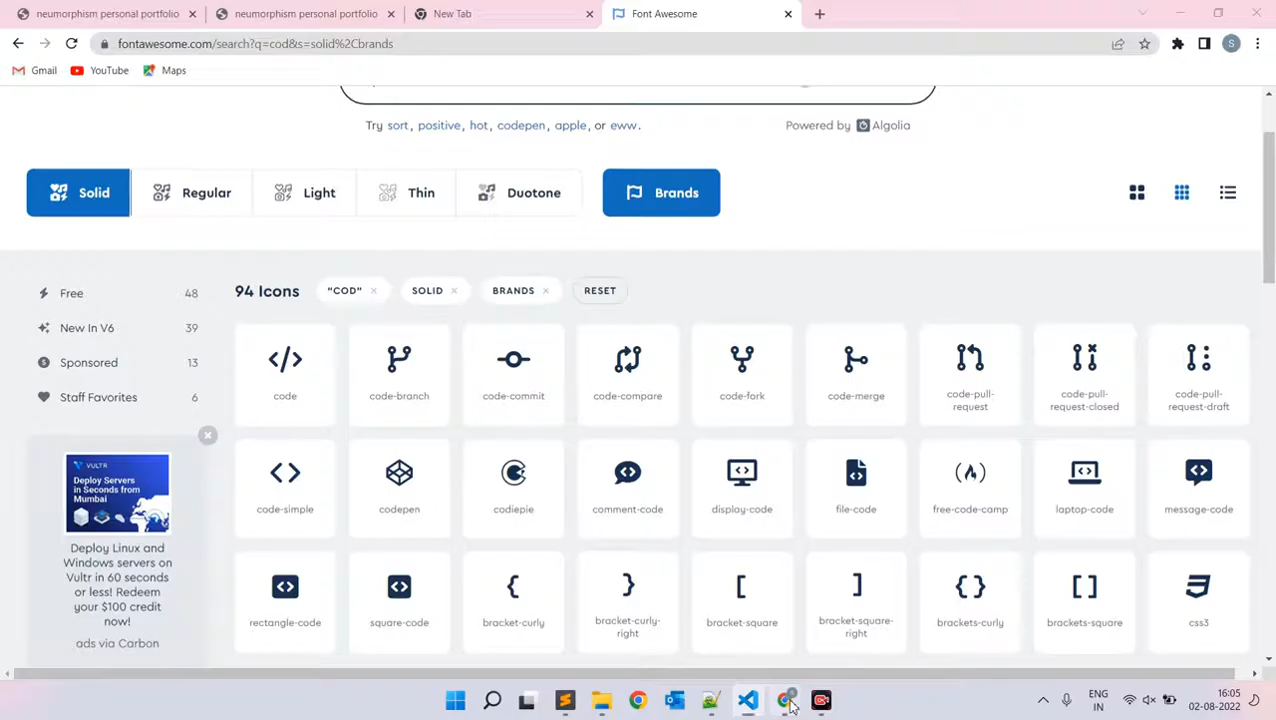 neumorphism personal portfolio
neumorphism personal portfolio
New Tab
Font Awesome
fontawesome.com/search?q=cod&s=solid%2Cbrands
S
Gmail
YouTube
Maps
Try sort, positive, hot, codepen, apple, or eww.
Powered by Algolia
Solid
Regular
Light
Thin
Duotone
Brands
Free 48
New In V6 39
Sponsored 13
Staff Favorites 6
94 Icons
"COD" ×
SOLID ×
BRANDS ×
RESET
code
code-branch
code-commit
code-compare
code-fork
code-merge
code-pull-
request
code-pull-
request-closed
code-pull-
request-draft
code-simple
codepen
codiepie
comment-code
display-code
file-code
free-code-camp
laptop-code
message-code
rectangle-code
square-code
bracket-curly
bracket-curly-
right
bracket-square
bracket-square-
right
brackets-curly
brackets-square
css3
VULTR
Deploy Servers
in Seconds from
Mumbai
Deploy Linux and
Windows servers on
Vultr in 60 seconds
or less! Redeem
your $100 credit
now!
ads via Carbon
ENG
IN
16:05
02-08-2022